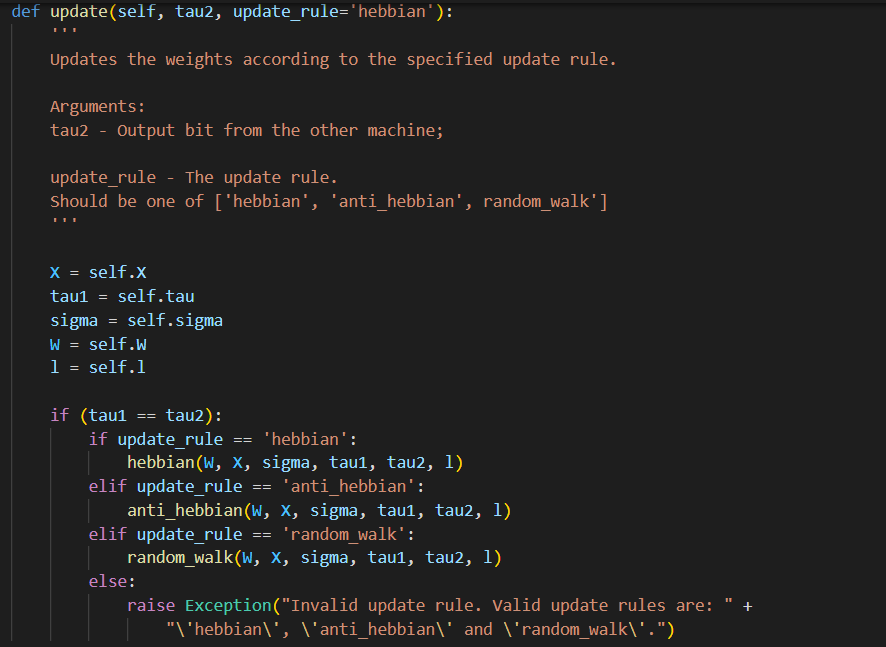 def update(self, tau2, update_rule='hebbian'):
    '''
    Updates the weights according to the specified update rule.

    Arguments:
    tau2 - Output bit from the other machine;

    update_rule - The update rule.
    Should be one of ['hebbian', 'anti_hebbian', random_walk']
    '''

    X = self.X
    tau1 = self.tau
    sigma = self.sigma
    W = self.W
    l = self.l

    if (tau1 == tau2):
        if update_rule == 'hebbian':
            hebbian(W, X, sigma, tau1, tau2, l)
        elif update_rule == 'anti_hebbian':
            anti_hebbian(W, X, sigma, tau1, tau2, l)
        elif update_rule == 'random_walk':
            random_walk(W, X, sigma, tau1, tau2, l)
        else:
            raise Exception("Invalid update rule. Valid update rules are: " +
                "\'hebbian\', \'anti_hebbian\' and \'random_walk\'.")